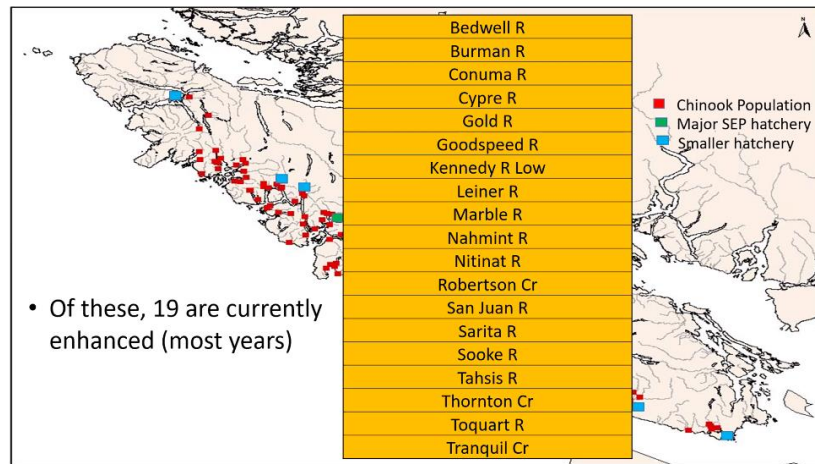 Bedwell R
Burman R
Conuma R
Cypre R
Gold R
Goodspeed R
Kennedy R Low
Leiner R
Marble R
Nahmint R
Nitinat R
Robertson Cr
San Juan R
Sarita R
Sooke R
Tahsis R
Thornton Cr
Toquart R
Tranquil Cr
N
Chinook Population
Major SEP hatchery
Smaller hatchery
• Of these, 19 are currently
enhanced (most years)